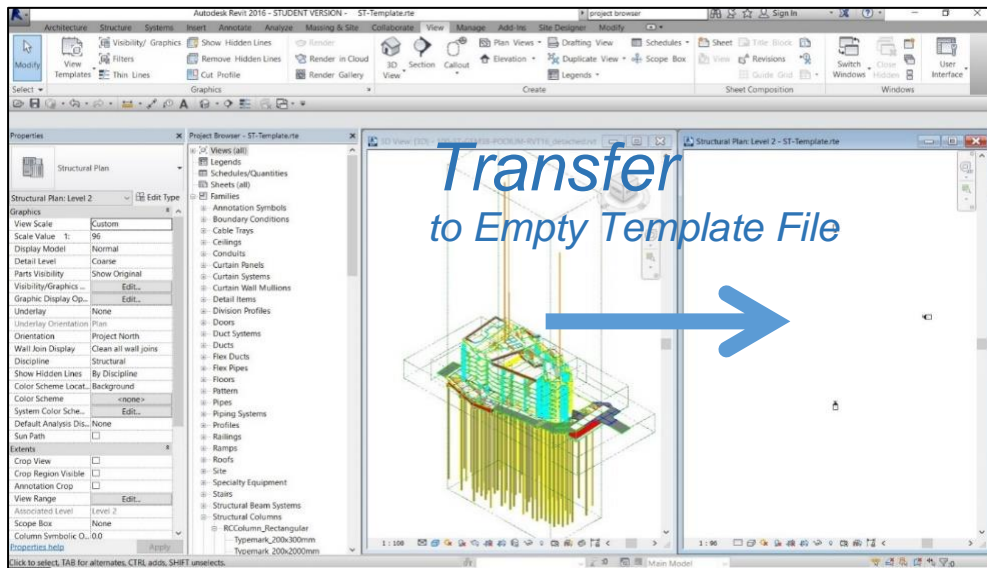 Autodesk Revit 2016 - STUDENT VERSION - ST-Template.rte
project browser
Sign In
Architecture Structure Systems Insert Annotate Analyze Massing & Site Collaborate View Manage Add-Ins Site Designer Modify
Modify
View Templates
Visibility/ Graphics
Filters
Thin Lines
Show Hidden Lines
Remove Hidden Lines
Cut Profile
Render
Render in Cloud
Render Gallery
3D View
Section
Callout
Plan Views
Elevation
Drafting View
Duplicate View
Legends
Schedules
Scope Box
Sheet
View
Title Block
Revisions
Guide Grid
Switch Windows
Close Hidden
User Interface
Select
Graphics
Create
Sheet Composition
Windows
Properties
Structural Plan
Structural Plan: Level 2
Edit Type
Graphics
View Scale Custom
Scale Value 1: 96
Display Model Normal
Detail Level Coarse
Parts Visibility Show Original
Visibility/Graphics ... Edit...
Graphic Display Op... Edit...
Underlay None
Underlay Orientation Plan
Orientation Project North
Wall Join Display Clean all wall joins
Discipline Structural
Show Hidden Lines By Discipline
Color Scheme Locat... Background
Color Scheme <none>
System Color Sche... Edit...
Default Analysis Dis... None
Sun Path
Extents
Crop View
Crop Region Visible
Annotation Crop
View Range Edit...
Associated Level Level 2
Scope Box None
Column Symbolic O... 0.0
Properties help
Apply
Project Browser - ST-Template.rte
Views (all)
Legends
Schedules/Quantities
Sheets (all)
Families
Annotation Symbols
Boundary Conditions
Cable Trays
Ceilings
Conduits
Curtain Panels
Curtain Systems
Curtain Wall Mullions
Detail Items
Division Profiles
Doors
Duct Systems
Ducts
Flex Ducts
Flex Pipes
Floors
Pattern
Pipes
Piping Systems
Profiles
Railings
Ramps
Roofs
Site
Specialty Equipment
Stairs
Structural Beam Systems
Structural Columns
RCColumn_Rectangular
Typemark_200x300mm
Typemark_200x2000mm
Structural Plan: Level 2 - ST-Template.rte
Transfer
to Empty Template File
1 : 100
1 : 96
Click to select, TAB for alternates, CTRL adds, SHIFT unselects.
Main Model